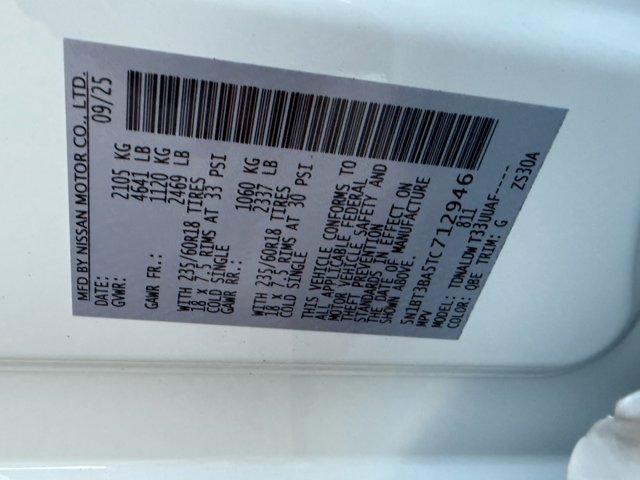 MFD BY NISSAN MOTOR CO., LTD.
DATE: 09/25
GVWR: 2105 KG
4641 LB
GAWR FR.: 1120 KG
2469 LB
WITH 235/60R18 TIRES
18 x 7.5 RIMS AT 33 PSI
COLD SINGLE
GAWR RR.: 1060 KG
2337 LB
WITH 235/60R18 TIRES
18 x 7.5 RIMS AT 30 PSI
COLD SINGLE
THIS VEHICLE CONFORMS TO
ALL APPLICABLE FEDERAL
MOTOR VEHICLE SAFETY AND
THEFT PREVENTION
STANDARDS IN EFFECT ON
THE DATE OF MANUFACTURE
SHOWN ABOVE.
5N1BT3BA5TC712946
MPV 811
MODEL: TDWALDW T33UUAF-----
COLOR: QBE TRIM: G
ZS30A